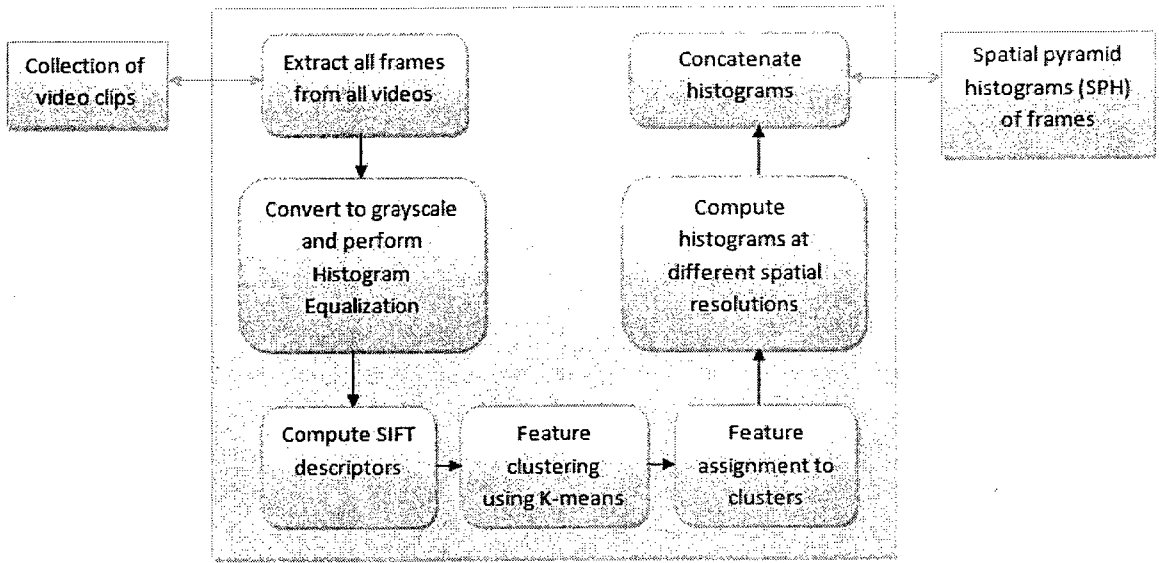 Collection of
video clips
Extract all frames
from all videos
Convert to grayscale
and perform
Histogram
Equalization
Compute SIFT
descriptors
Feature
clustering
using K-means
Feature
assignment to
clusters
Compute
histograms at
different spatial
resolutions
Concatenate
histograms
Spatial pyramid
histograms (SPH)
of frames